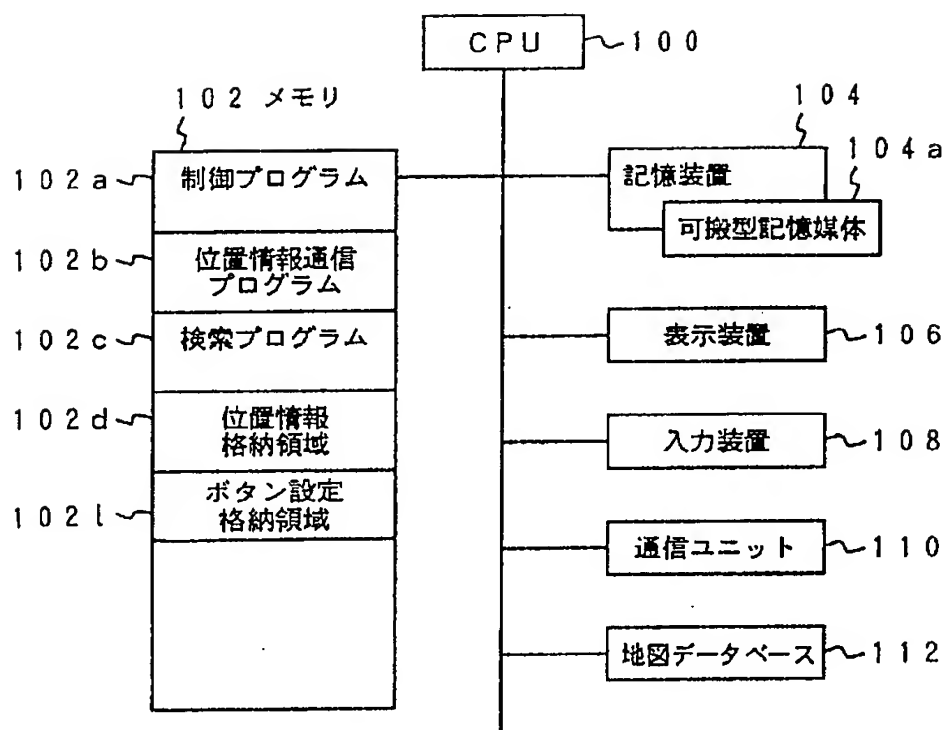 CPU
100
102 メモリ
102a
制御プログラム
102b
位置情報通信
プログラム
102c
検索プログラム
102d
位置情報
格納領域
102l
ボタン設定
格納領域
104
104a
記憶装置
可搬型記憶媒体
表示装置
106
入力装置
108
通信ユニット
110
地図データベース
112